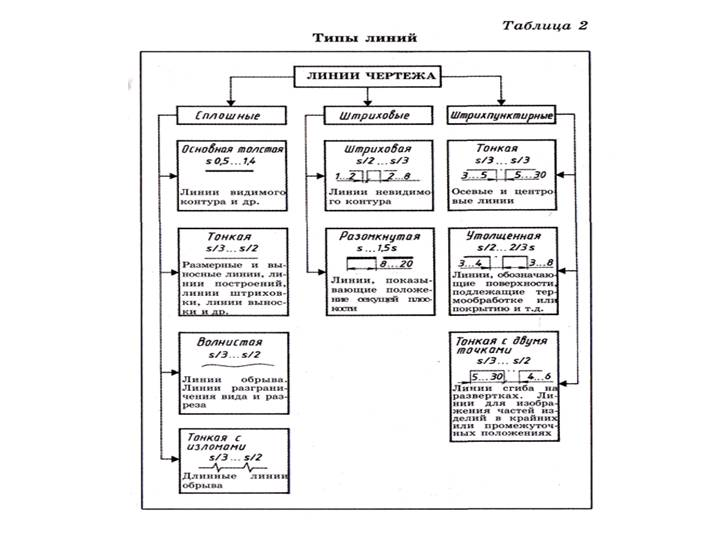 Таблица 2
Типы линий
ЛИНИИ ЧЕРТЕЖА
Сплошные
Основная толстая
s 0,5...1,4
Линии видимого
контура и др.
Тонкая
s/3... s/2
Размерные и вы-
носные линии, ли-
нии построений,
линии штрихов-
ки, линии вынос-
ки и др.
Волнистая
s/3... s/2
Линии обрыва.
Линии разграни-
чения вида и раз-
реза
Тонкая с
изломами
s/3 ... s/2
Длинные линии
обрыва
Штриховые
Штриховая
s/2 ... s/3
1...2 2...8
Линии невидимо
го контура
Разомкнутая
s ... 1,5s
8...20
Линии, показы-
вающие положе-
ние секущей плос-
кости
Штрихпунктирные
Тонкая
s/3 ... s/3
3...5 5...30
Осевые и центро
вые линии
Утолщенная
s/2 ... 2/3 s
3...4 3...8
Линии, обозначаю-
щие поверхности,
подлежащие тер-
мообработке или
покрытию и т.д.
Тонкая с двумя
точками
s/3 ... s/2
5...30 4...6
Линии сгиба на
развертках. Ли-
нии для изобра-
жения частей из-
делий в крайних
или промежуточ-
ных положениях